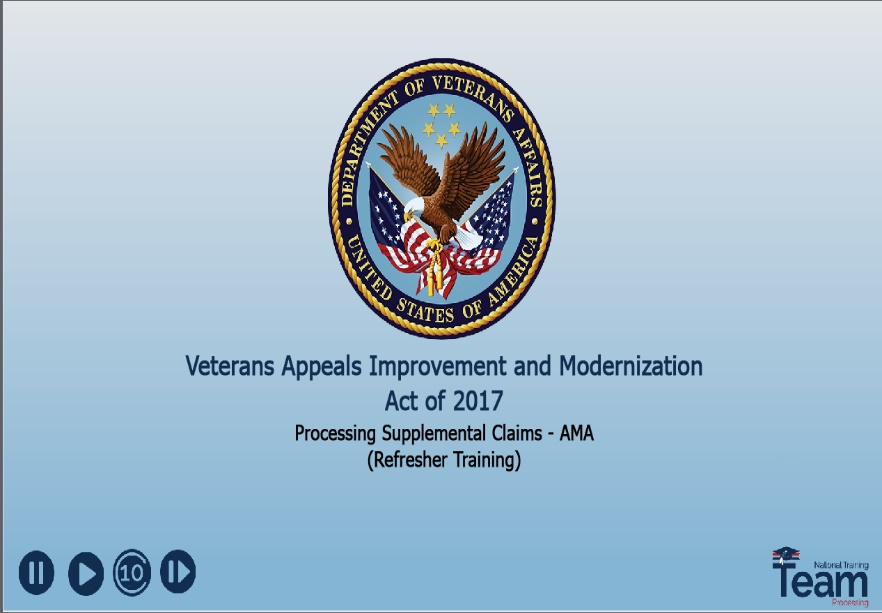 DEPARTMENT OF VETERANS AFFAIRS
UNITED STATES OF AMERICA
Veterans Appeals Improvement and Modernization
Act of 2017
Processing Supplemental Claims - AMA
(Refresher Training)
10
National Training
Team
Processing